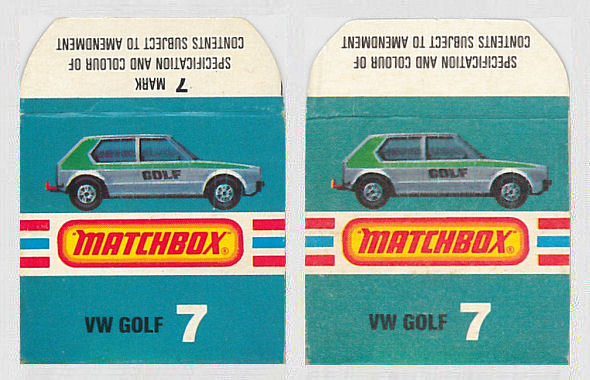 SPECIFICATION AND COLOUR OF
CONTENTS SUBJECT TO AMENDMENT
7 MARK
GOLF
"MATCHBOX"®
VW GOLF 7
SPECIFICATION AND COLOUR OF
CONTENTS SUBJECT TO AMENDMENT
GOLF
"MATCHBOX"®
VW GOLF 7